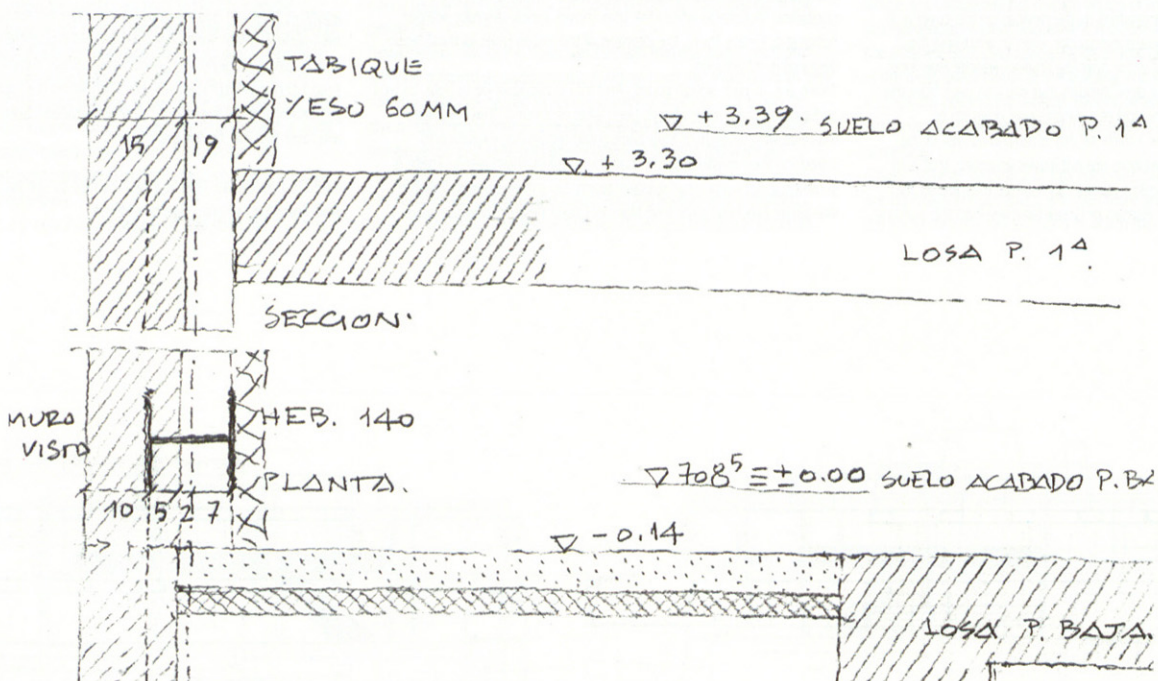 TABIQUE
YESO 60MM
▽ + 3.39. SUELO ACABADO P. 1ª
15 19
▽ + 3.30
LOSA P. 1ª.
SECCION.
MURO
VISTO
HEB. 140
▽ 708⁵ ≡ ±0.00 SUELO ACABADO P. Bª
PLANTA.
10 5 2 7
▽ -0.14
LOSA P. BAJA.